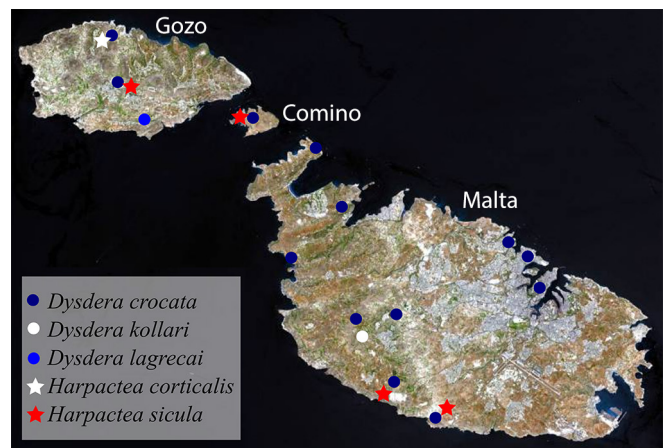 Gozo
Comino
Malta
Dysdera crocata
Dysdera kollari
Dysdera lagrecai
Harpactea corticalis
Harpactea sicula